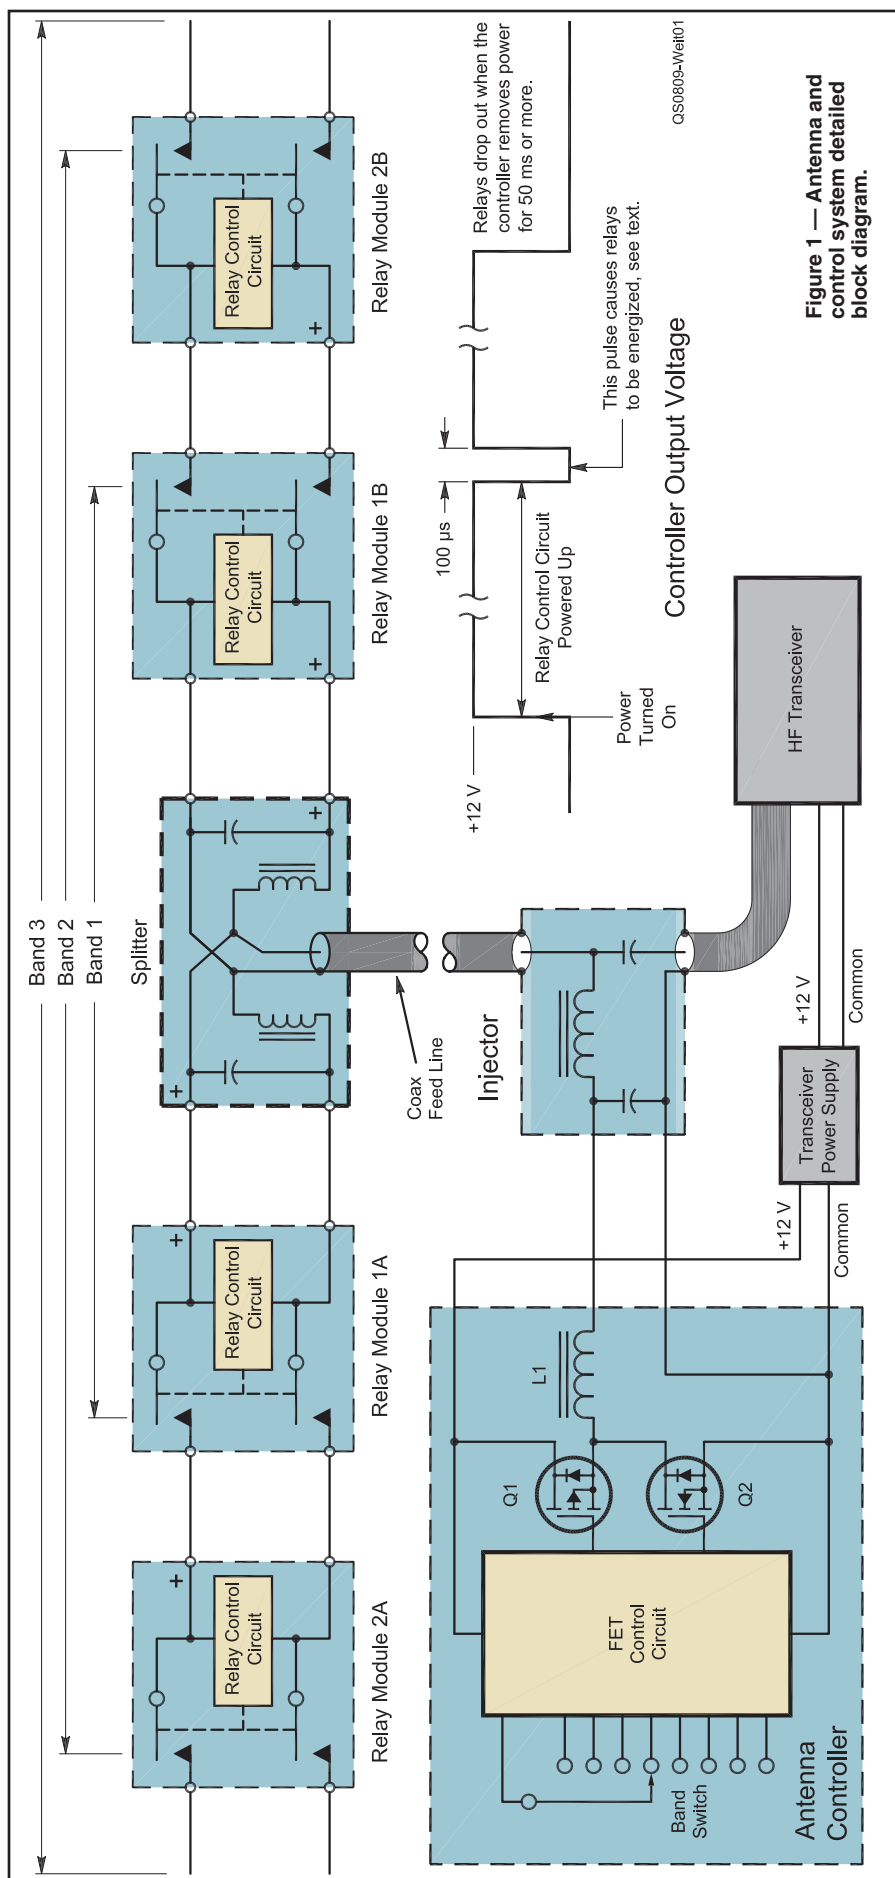 Band 3
Band 2
Band 1
Relay Control
Circuit
+
Relay Module 2A
Relay Control
Circuit
+
Relay Module 1A
Splitter
+
+
Relay Control
Circuit
+
Relay Module 1B
Relay Control
Circuit
+
Relay Module 2B
Coax
Feed Line
Injector
+12 V
Power
Turned
On
Relay Control Circuit
Powered Up
100 µs
This pulse causes relays
to be energized, see text.
Relays drop out when the
controller removes power
for 50 ms or more.
Controller Output Voltage
QS0809-Weit01
Antenna
Controller
Band
Switch
FET
Control
Circuit
Q1
Q2
L1
+12 V
Common
Transceiver
Power Supply
+12 V
Common
HF Transceiver
Figure 1 — Antenna and
control system detailed
block diagram.